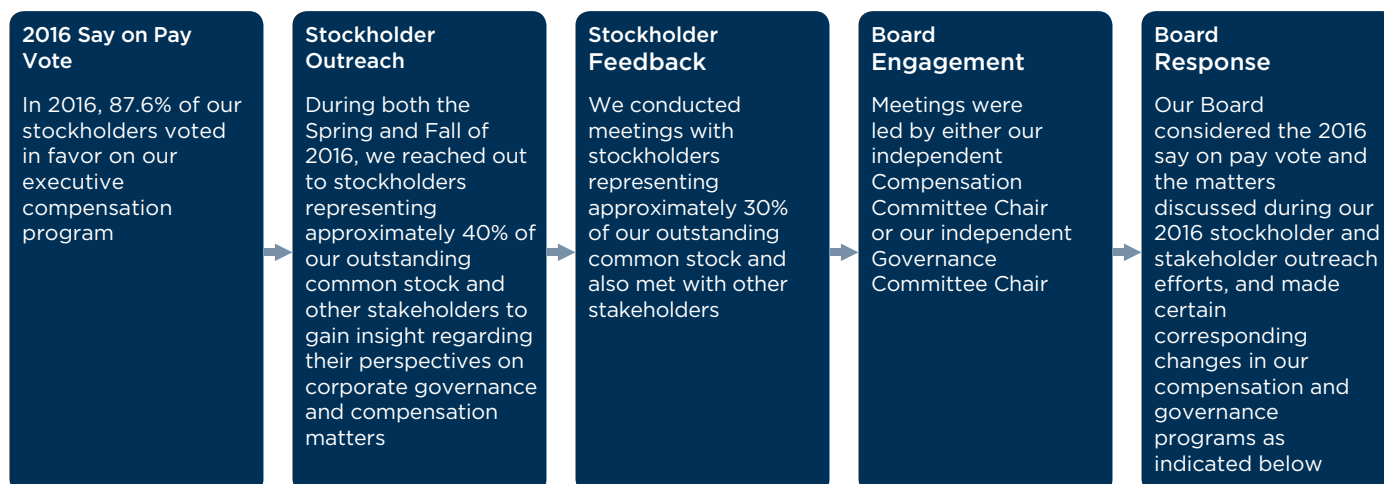 2016 Say on Pay
Vote
In 2016, 87.6% of our
stockholders voted
in favor on our
executive
compensation
program
Stockholder
Outreach
During both the
Spring and Fall of
2016, we reached out
to stockholders
representing
approximately 40% of
our outstanding
common stock and
other stakeholders to
gain insight regarding
their perspectives on
corporate governance
and compensation
matters
Stockholder
Feedback
We conducted
meetings with
stockholders
representing
approximately 30%
of our outstanding
common stock and
also met with other
stakeholders
Board
Engagement
Meetings were
led by either our
independent
Compensation
Committee Chair
or our independent
Governance
Committee Chair
Board
Response
Our Board
considered the 2016
say on pay vote and
the matters
discussed during our
2016 stockholder and
stakeholder outreach
efforts, and made
certain
corresponding
changes in our
compensation and
governance
programs as
indicated below